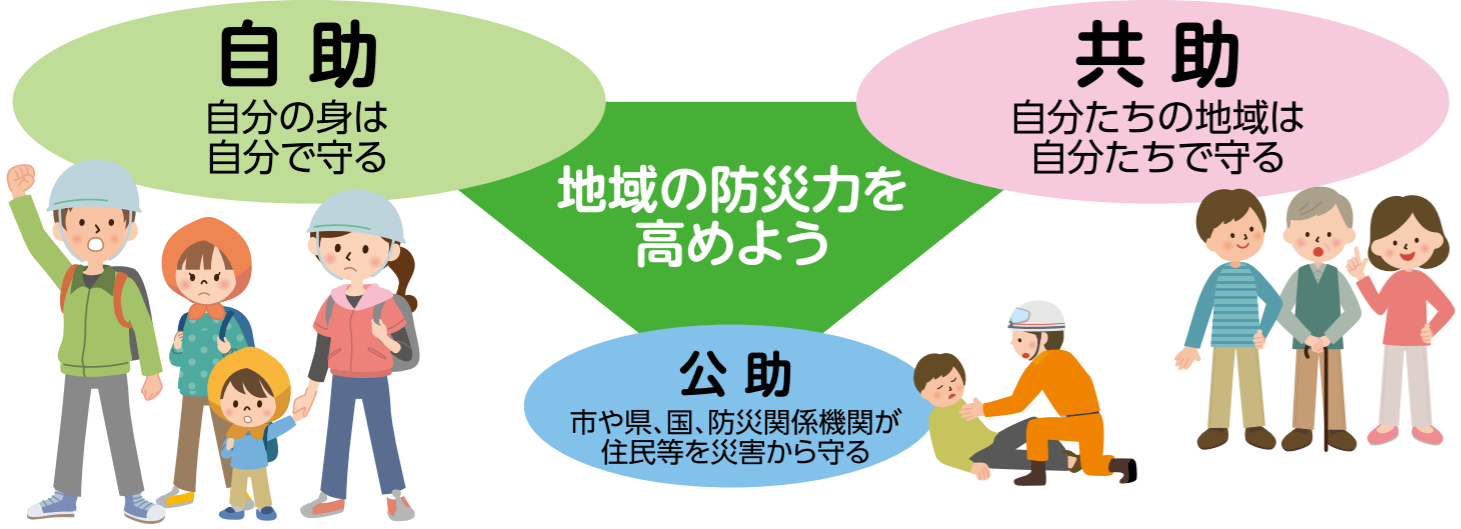 自助
自分の身は
自分で守る
共助
自分たちの地域は
自分たちで守る
地域の防災力を
高めよう
公助
市や県、国、防災関係機関が
住民等を災害から守る